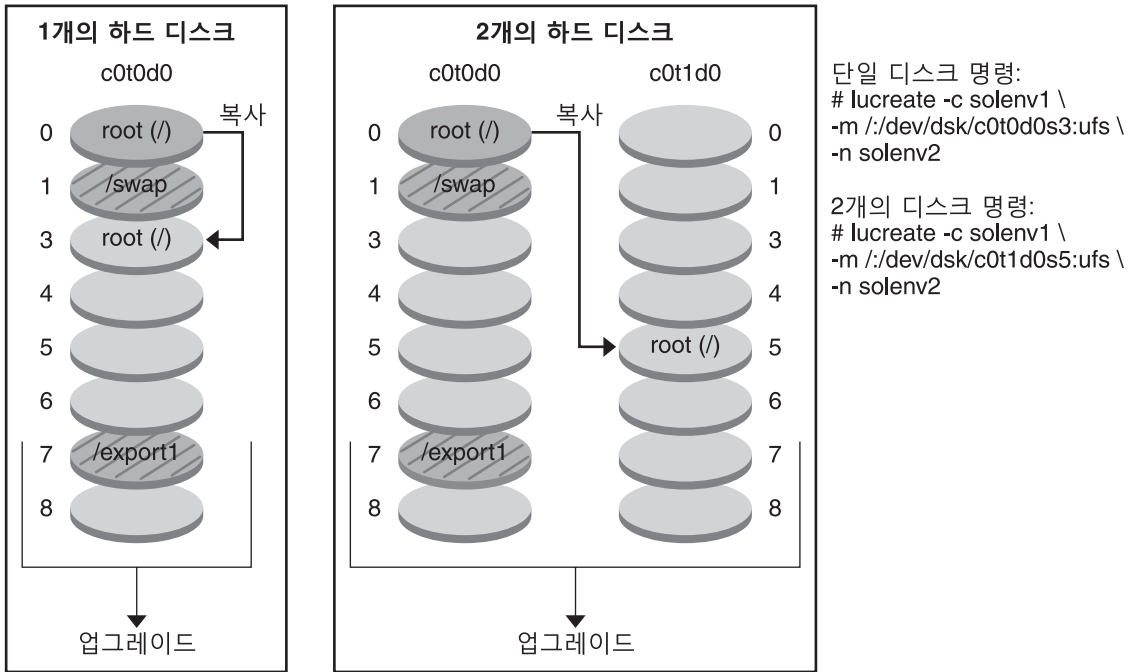 1개의 하드 디스크
c0t0d0
복사
0 root (/)
1 /swap
3 root (/)
4
5
6
7 /export1
8
업그레이드
2개의 하드 디스크
c0t0d0 c0t1d0
복사
0 root (/) 0
1 /swap 1
3 3
4 4
5 root (/) 5
6 6
7 /export1 7
8 8
업그레이드
단일 디스크 명령:
# lucreate -c solenv1 \
-m /:/dev/dsk/c0t0d0s3:ufs \
-n solenv2
2개의 디스크 명령:
# lucreate -c solenv1 \
-m /:/dev/dsk/c0t1d0s5:ufs \
-n solenv2